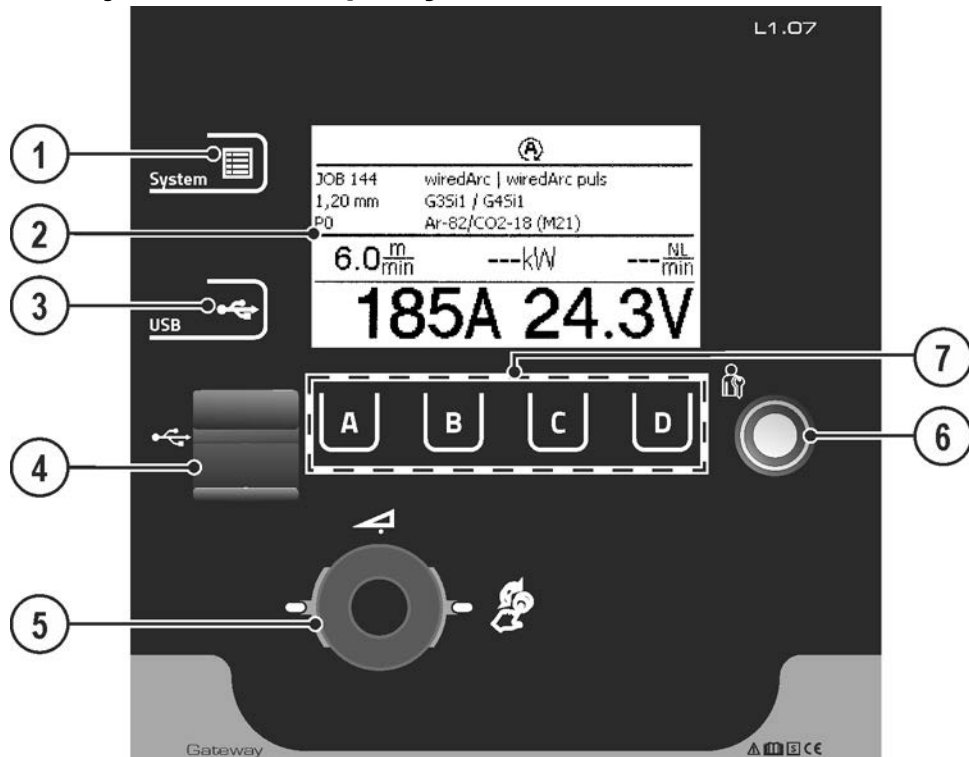 L1.07
1
System
Ⓐ
JOB 144 wiredArc | wiredArc puls
1,20 mm G3Si1 / G4Si1
P0 Ar-82/CO2-18 (M21)
2
6.0 m/min ---kW --- NL/min
185A 24.3V
3
USB
7
A B C D
4
6
5
Gateway
S CE